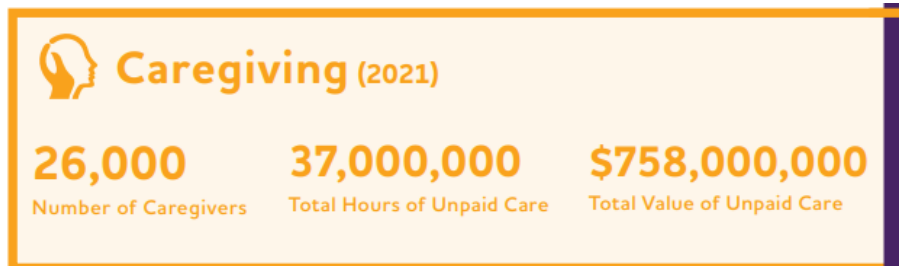 Caregiving (2021)
26,000
Number of Caregivers
37,000,000
Total Hours of Unpaid Care
$758,000,000
Total Value of Unpaid Care